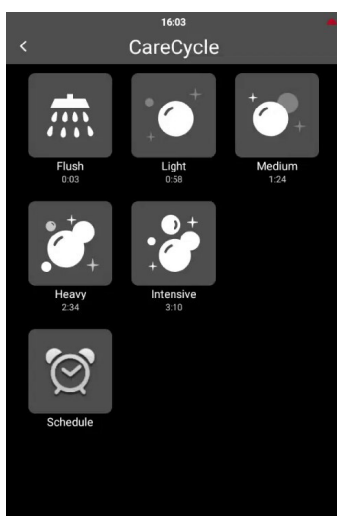 16:03
CareCycle
Flush
0:03
Light
0:58
Medium
1:24
Heavy
2:34
Intensive
3:10
Schedule